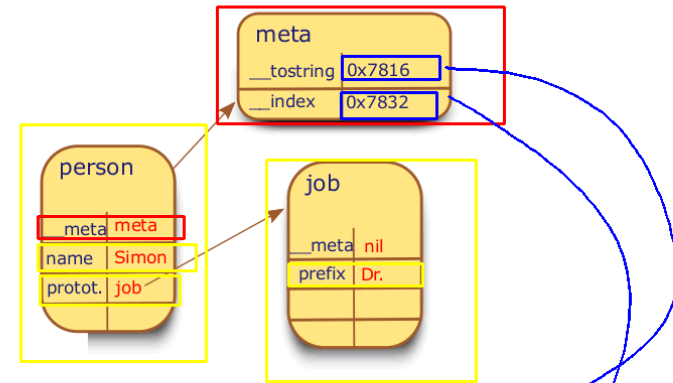 meta
__tostring 0x7816
__index 0x7832
person
__meta meta
name Simon
protot. job
job
__meta nil
prefix Dr.